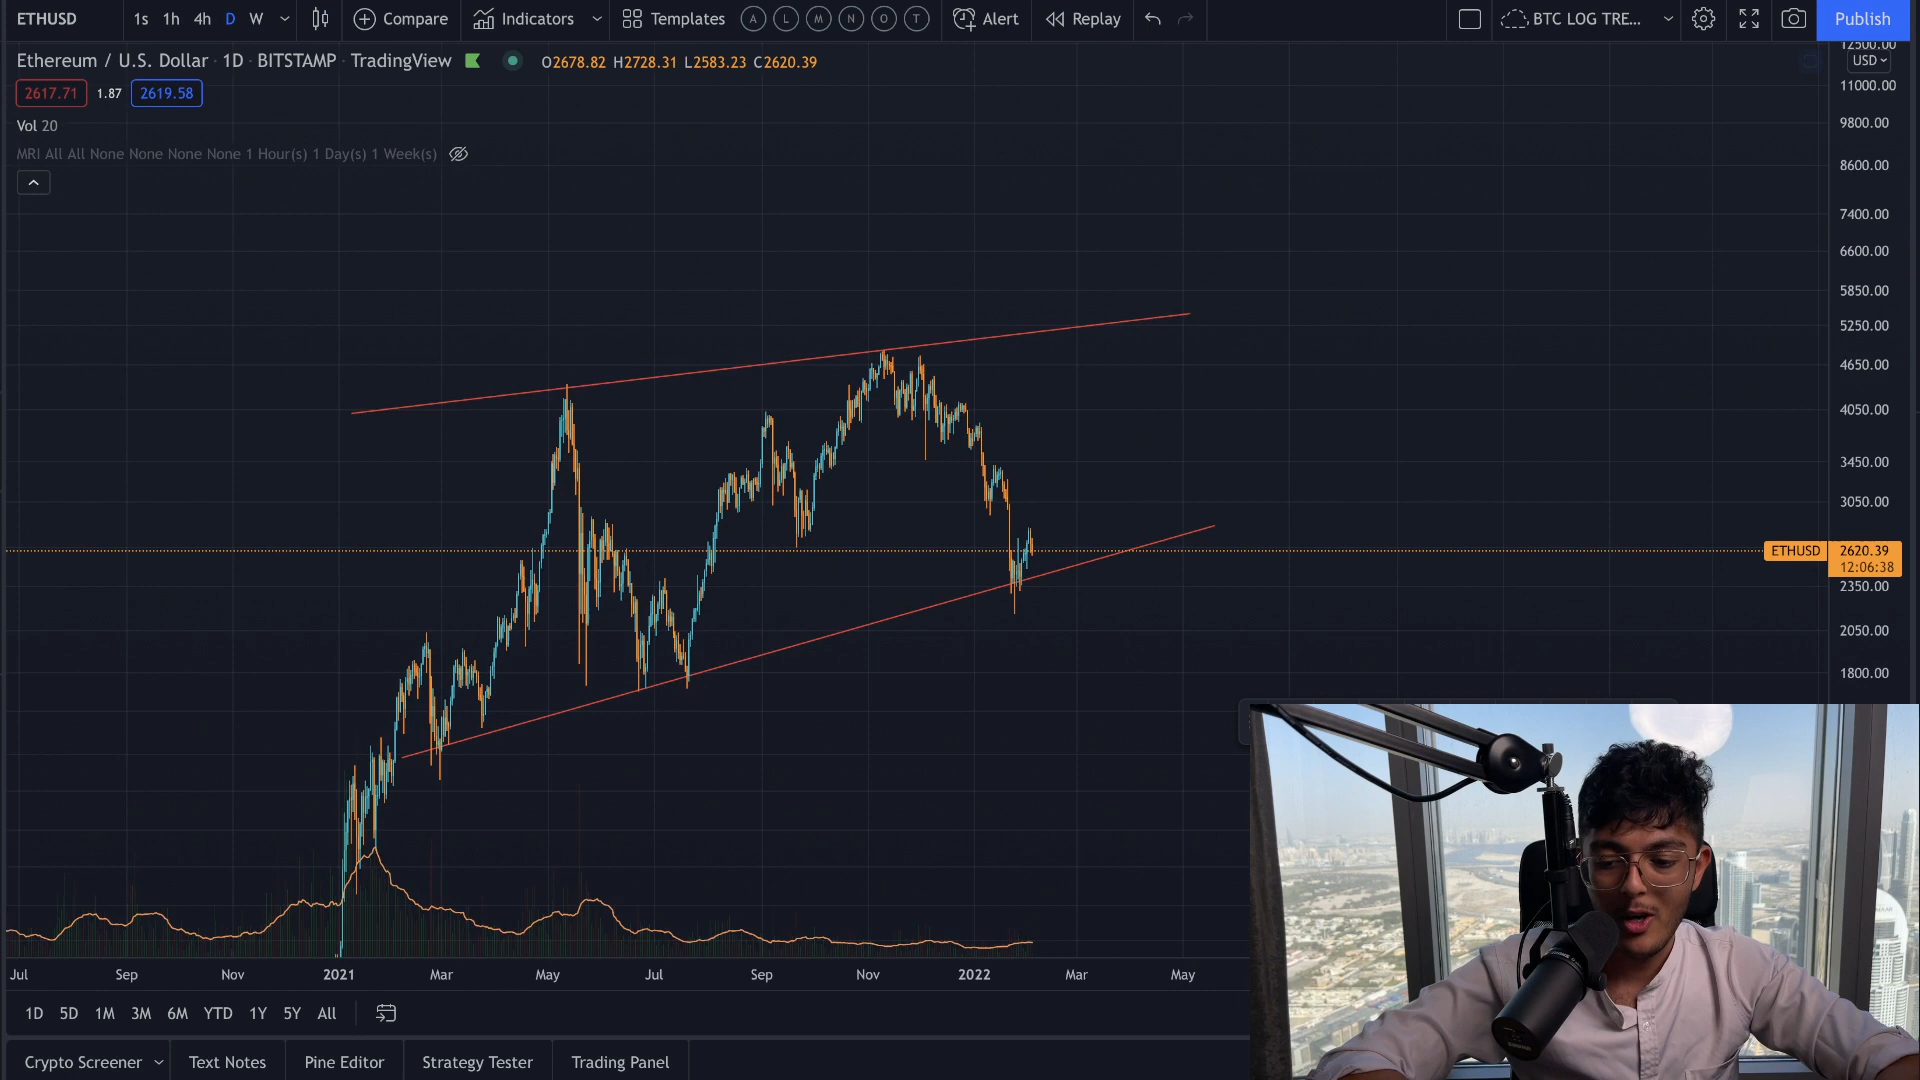 ETHUSD 1s 1h 4h D W Compare Indicators Templates A L M N O T Alert Replay BTC LOG TRE... Publish
Ethereum / U.S. Dollar · 1D · BITSTAMP · TradingView O2678.82 H2728.31 L2583.23 C2620.39
2617.71 1.87 2619.58
Vol 20
MRI All All None None None None 1 Hour(s) 1 Day(s) 1 Week(s)
12500.00
USD
11000.00
9800.00
8600.00
7400.00
6600.00
5850.00
5250.00
4650.00
4050.00
3450.00
3050.00
ETHUSD 2620.39
12:06:38
2350.00
2050.00
1800.00
Jul Sep Nov 2021 Mar May Jul Sep Nov 2022 Mar May
1D 5D 1M 3M 6M YTD 1Y 5Y All
Crypto Screener Text Notes Pine Editor Strategy Tester Trading Panel